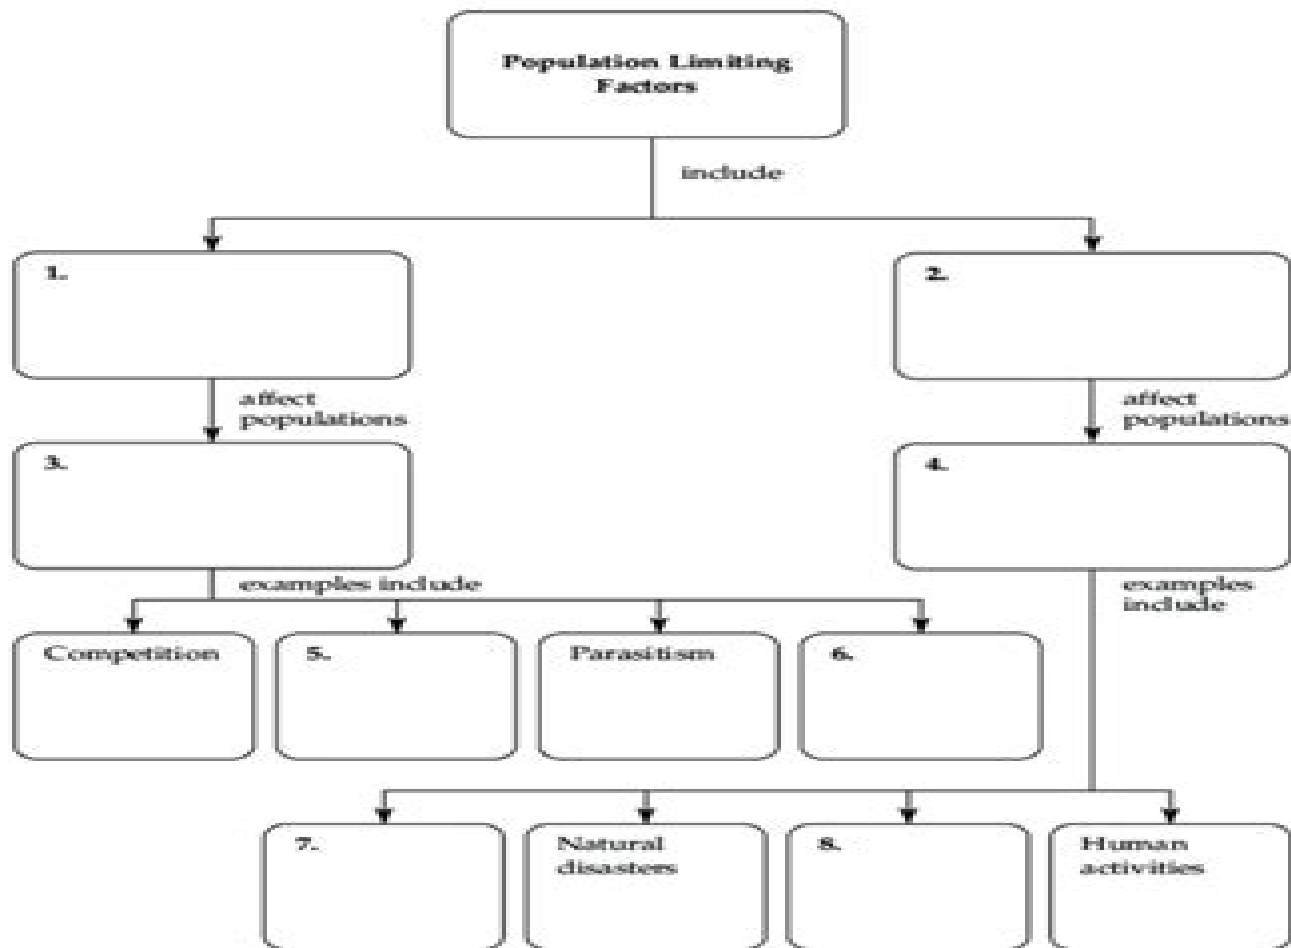 Population Limiting
Factors
include
1.
2.
affect
populations
affect
populations
3.
4.
examples include
examples
include
Competition
5.
Parasitism
6.
7.
Natural
disasters
8.
Human
activities